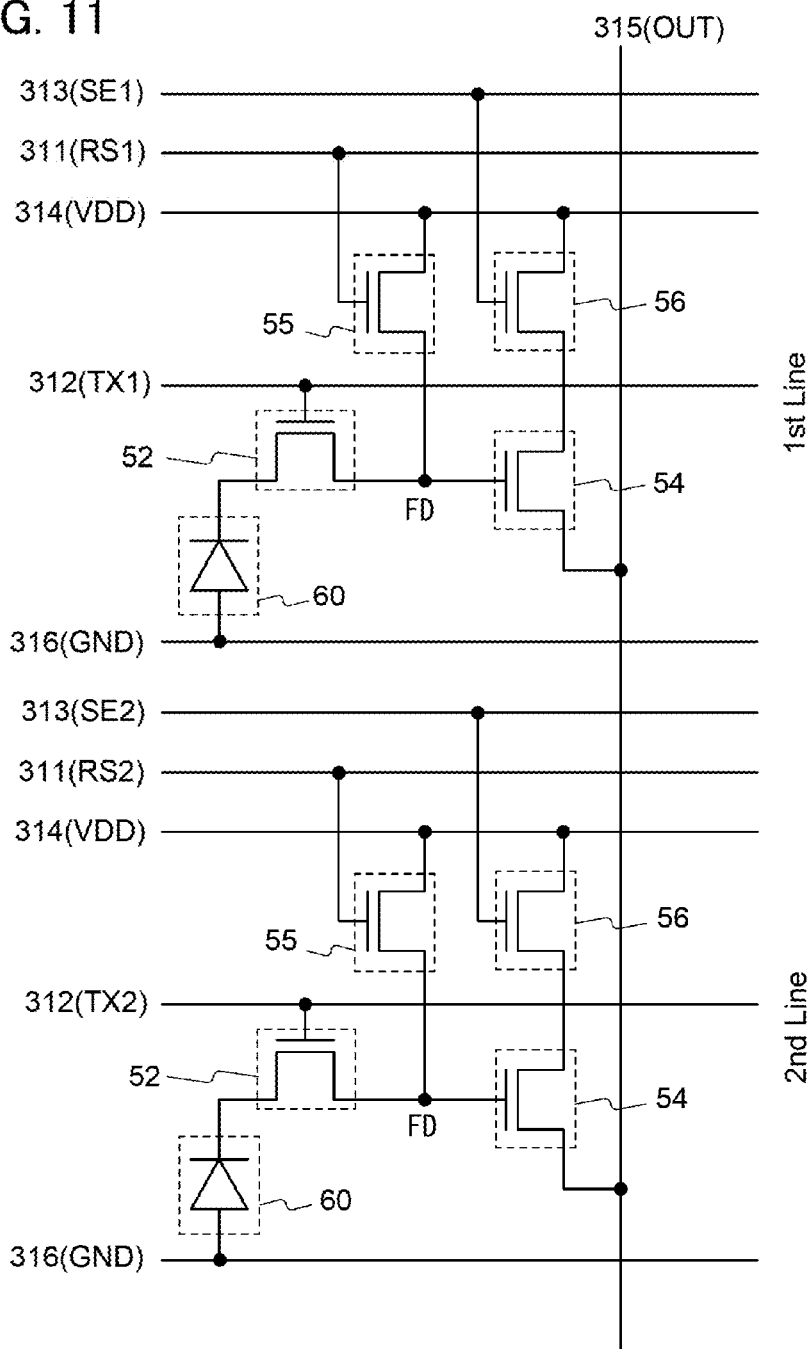 G. 11
315(OUT)
313(SE1)
311(RS1)
314(VDD)
55
56
312(TX1)
1st Line
52
54
FD
60
316(GND)
313(SE2)
311(RS2)
314(VDD)
55
56
312(TX2)
2nd Line
52
54
FD
60
316(GND)